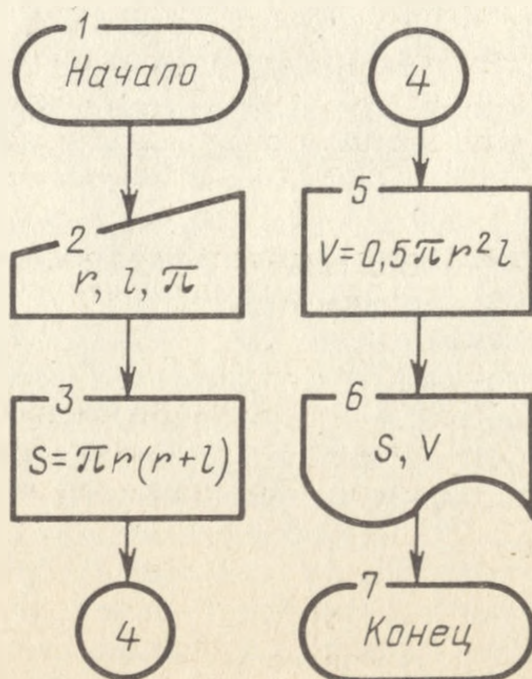 1
Начало
2
r, l, π
3
S=πr(r+l)
4
4
5
V=0,5πr²l
6
S, V
7
Конец